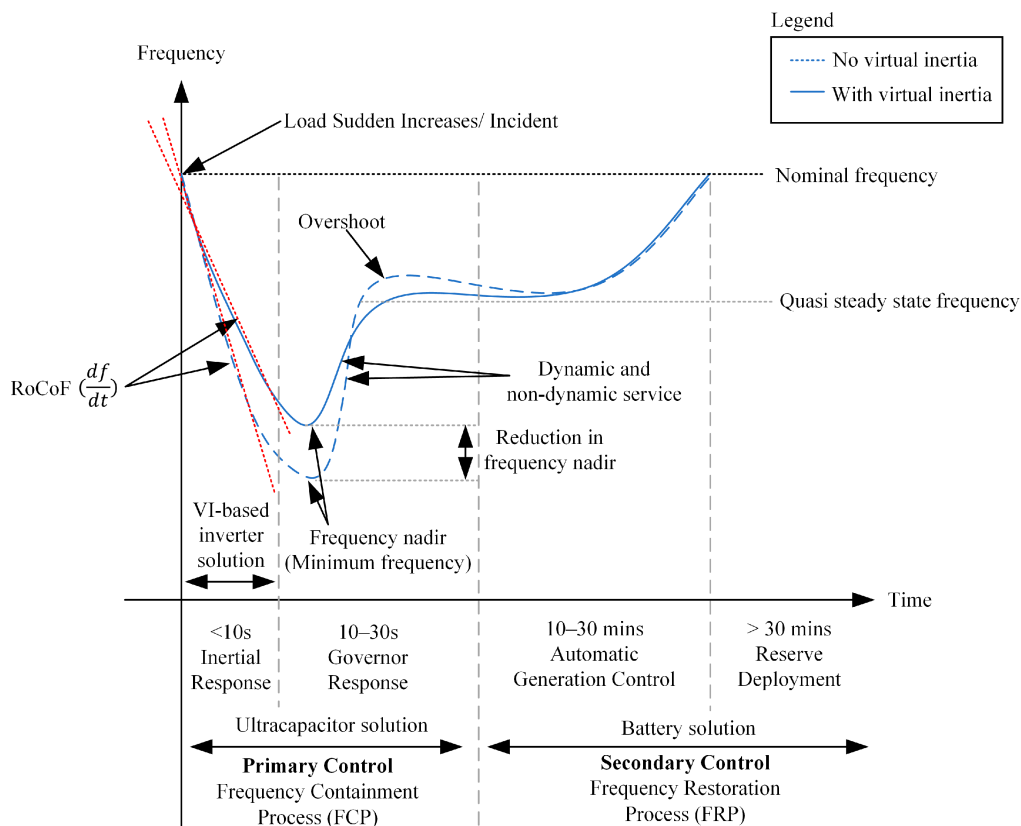 Legend
No virtual inertia
With virtual inertia
Frequency
Load Sudden Increases/ Incident
Nominal frequency
Overshoot
Quasi steady state frequency
RoCoF (df/dt)
Dynamic and
non-dynamic service
Reduction in
frequency nadir
VI-based
inverter
solution
Frequency nadir
(Minimum frequency)
Time
<10s
Inertial
Response
10–30s
Governor
Response
10–30 mins
Automatic
Generation Control
> 30 mins
Reserve
Deployment
Ultracapacitor solution
Primary Control
Frequency Containment
Process (FCP)
Battery solution
Secondary Control
Frequency Restoration
Process (FRP)